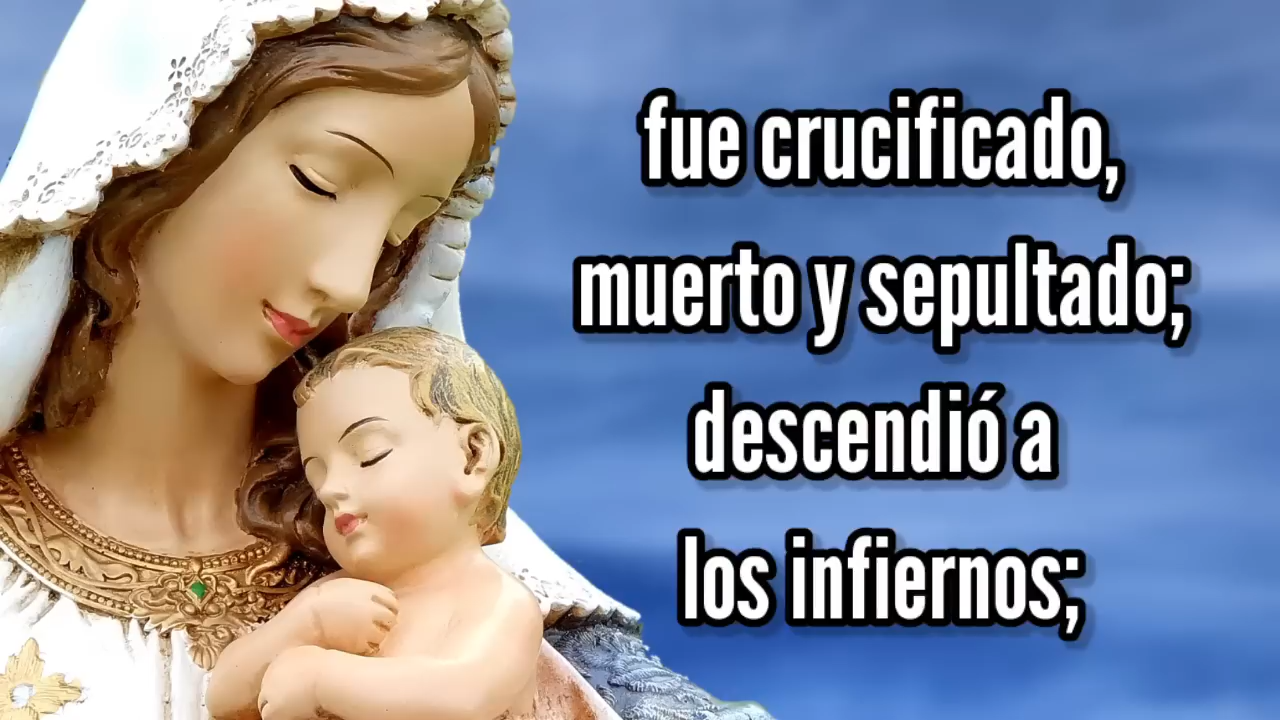 fue crucificado,
muerto y sepultado;
descendió a
los infiernos;